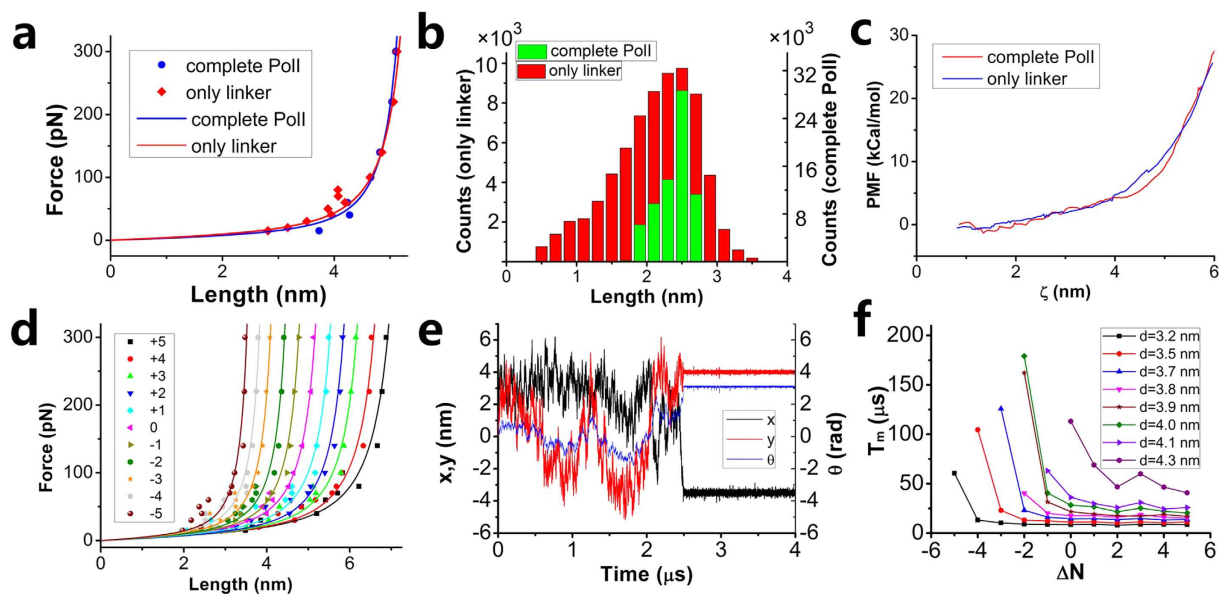 a
300
200
100
0
complete PolI
only linker
complete PolI
only linker
Force (pN)
0
2
4
Length (nm)
b
×10³
×10³
complete PolI
only linker
10
8
6
4
2
32
24
16
8
0
Counts (only linker)
Counts (complete PolI)
0
1
2
3
4
Length (nm)
c
complete PolI
only linker
30
20
10
0
PMF (kCal/mol)
2
4
6
ζ (nm)
d
300
200
100
0
+5
+4
+3
+2
+1
0
-1
-2
-3
-4
-5
Force (pN)
0
2
4
6
Length (nm)
e
6
4
2
0
-2
-4
-6
x,y (nm)
x
y
θ
6
4
2
0
-2
-4
-6
θ (rad)
0
1
2
3
4
Time (μs)
f
200
150
100
50
0
Tm (μs)
d=3.2 nm
d=3.5 nm
d=3.7 nm
d=3.8 nm
d=3.9 nm
d=4.0 nm
d=4.1 nm
d=4.3 nm
-6
-4
-2
0
2
4
6
ΔN